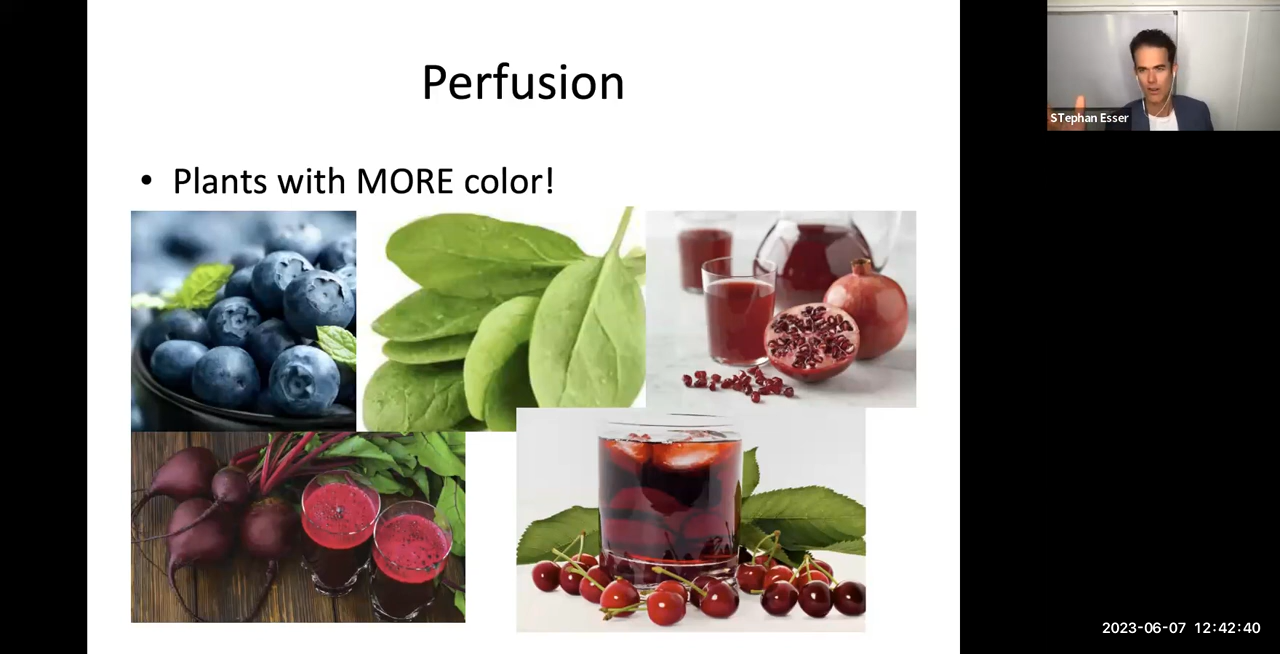 Perfusion
• Plants with MORE color!
STephan Esser
2023-06-07 12:42:40